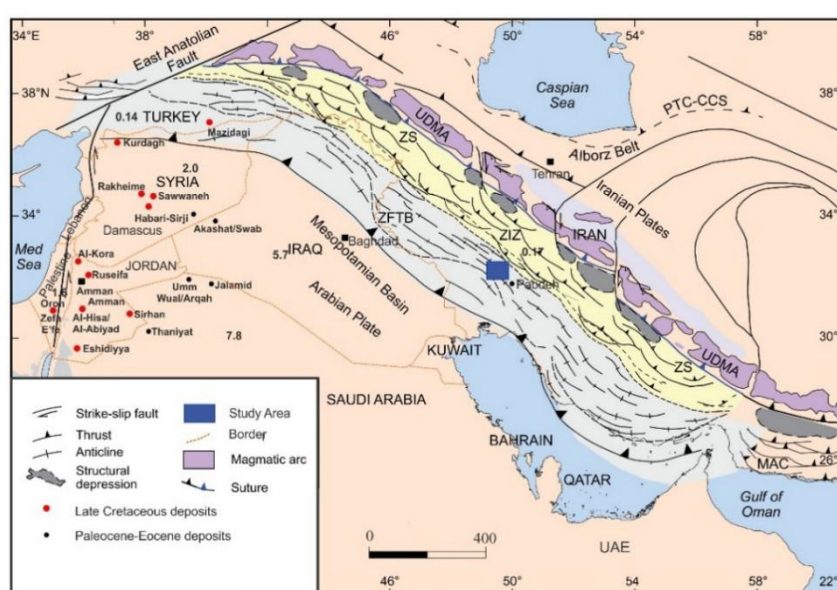 34°E
38°
46°
50°
54°
58°
East Anatolian
Fault
Caspian
Sea
38°N
UDMA
PTC-CCS
0.14
TURKEY
Mazidagi
ZS
Alborz Belt
Kurdagh
Tehran
2.0
Rakheime
SYRIA
Sawwaneh
Iranian Plates
34°
Habari-Sirji
ZFTB
Akashat/Swab
ZIZ
IRAN
Med
Sea
Lebanon
Damascus
Mesopotamian Basin
Baghdad
IRAQ
5.7
0.17
Al-Kora
Palestine
JORDAN
Ruseifa
Umm
Wual/Arqah
Jalamid
Arabian Plate
Pabdeh
Amman
Amman
Oron
Zefa
E'fe
Al-Hisa/
Al-Abiyad
Sirhan
Thaniyat
7.8
30°
Eshidiyya
KUWAIT
UDMA
ZS
SAUDI ARABIA
BAHRAIN
QATAR
MAC
26°
Gulf of
Oman
UAE
Strike-slip fault
Thrust
Anticline
Structural
depression
Late Cretaceous deposits
Paleocene-Eocene deposits
Study Area
Border
Magmatic arc
Suture
0
400
46°
50°
54°
58°
22°